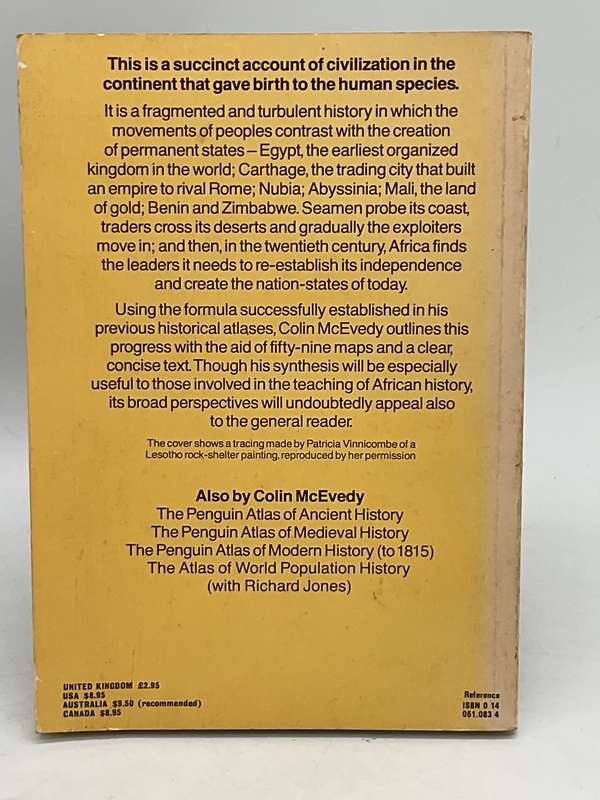 This is a succinct account of civilization in the
continent that gave birth to the human species.
It is a fragmented and turbulent history in which the
movements of peoples contrast with the creation
of permanent states – Egypt, the earliest organized
kingdom in the world; Carthage, the trading city that built
an empire to rival Rome; Nubia; Abyssinia; Mali, the land
of gold; Benin and Zimbabwe. Seamen probe its coast,
traders cross its deserts and gradually the exploiters
move in; and then, in the twentieth century, Africa finds
the leaders it needs to re-establish its independence
and create the nation-states of today.
Using the formula successfully established in his
previous historical atlases, Colin McEvedy outlines this
progress with the aid of fifty-nine maps and a clear,
concise text. Though his synthesis will be especially
useful to those involved in the teaching of African history,
its broad perspectives will undoubtedly appeal also
to the general reader.
The cover shows a tracing made by Patricia Vinnicombe of a
Lesotho rock-shelter painting, reproduced by her permission
Also by Colin McEvedy
The Penguin Atlas of Ancient History
The Penguin Atlas of Medieval History
The Penguin Atlas of Modern History (to 1815)
The Atlas of World Population History
(with Richard Jones)
UNITED KINGDOM £2.95
USA $8.95
AUSTRALIA $9.50 (recommended)
CANADA $8.95
Reference
ISBN 0 14
051.083 4